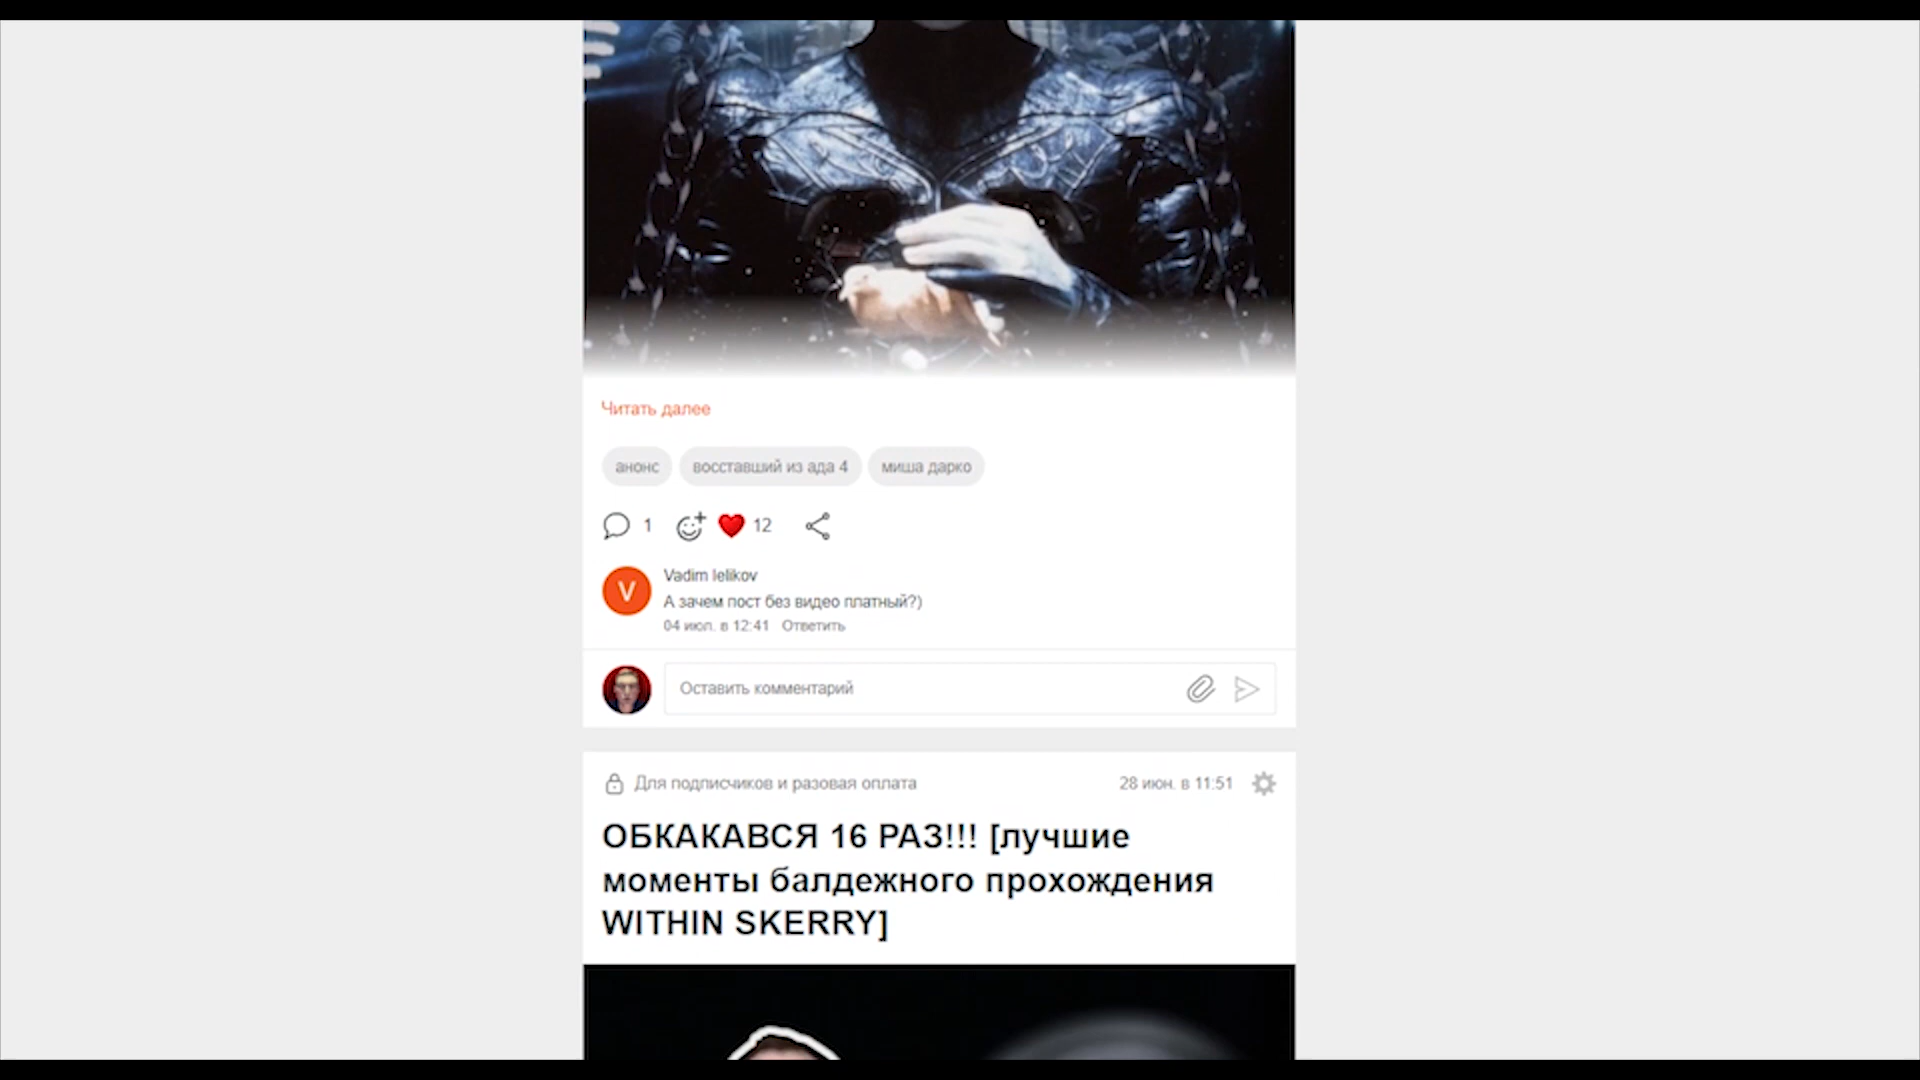 Читать далее
анонс
восставший из ада 4
миша дарко
1
12
V
Vadim lelikov
А зачем пост без видео платный?)
04 июл. в 12:41 Ответить
Оставить комментарий
Для подписчиков и разовая оплата
28 июн. в 11:51
ОБКАКАВСЯ 16 РАЗ!!! [лучшие
моменты балдежного прохождения
WITHIN SKERRY]